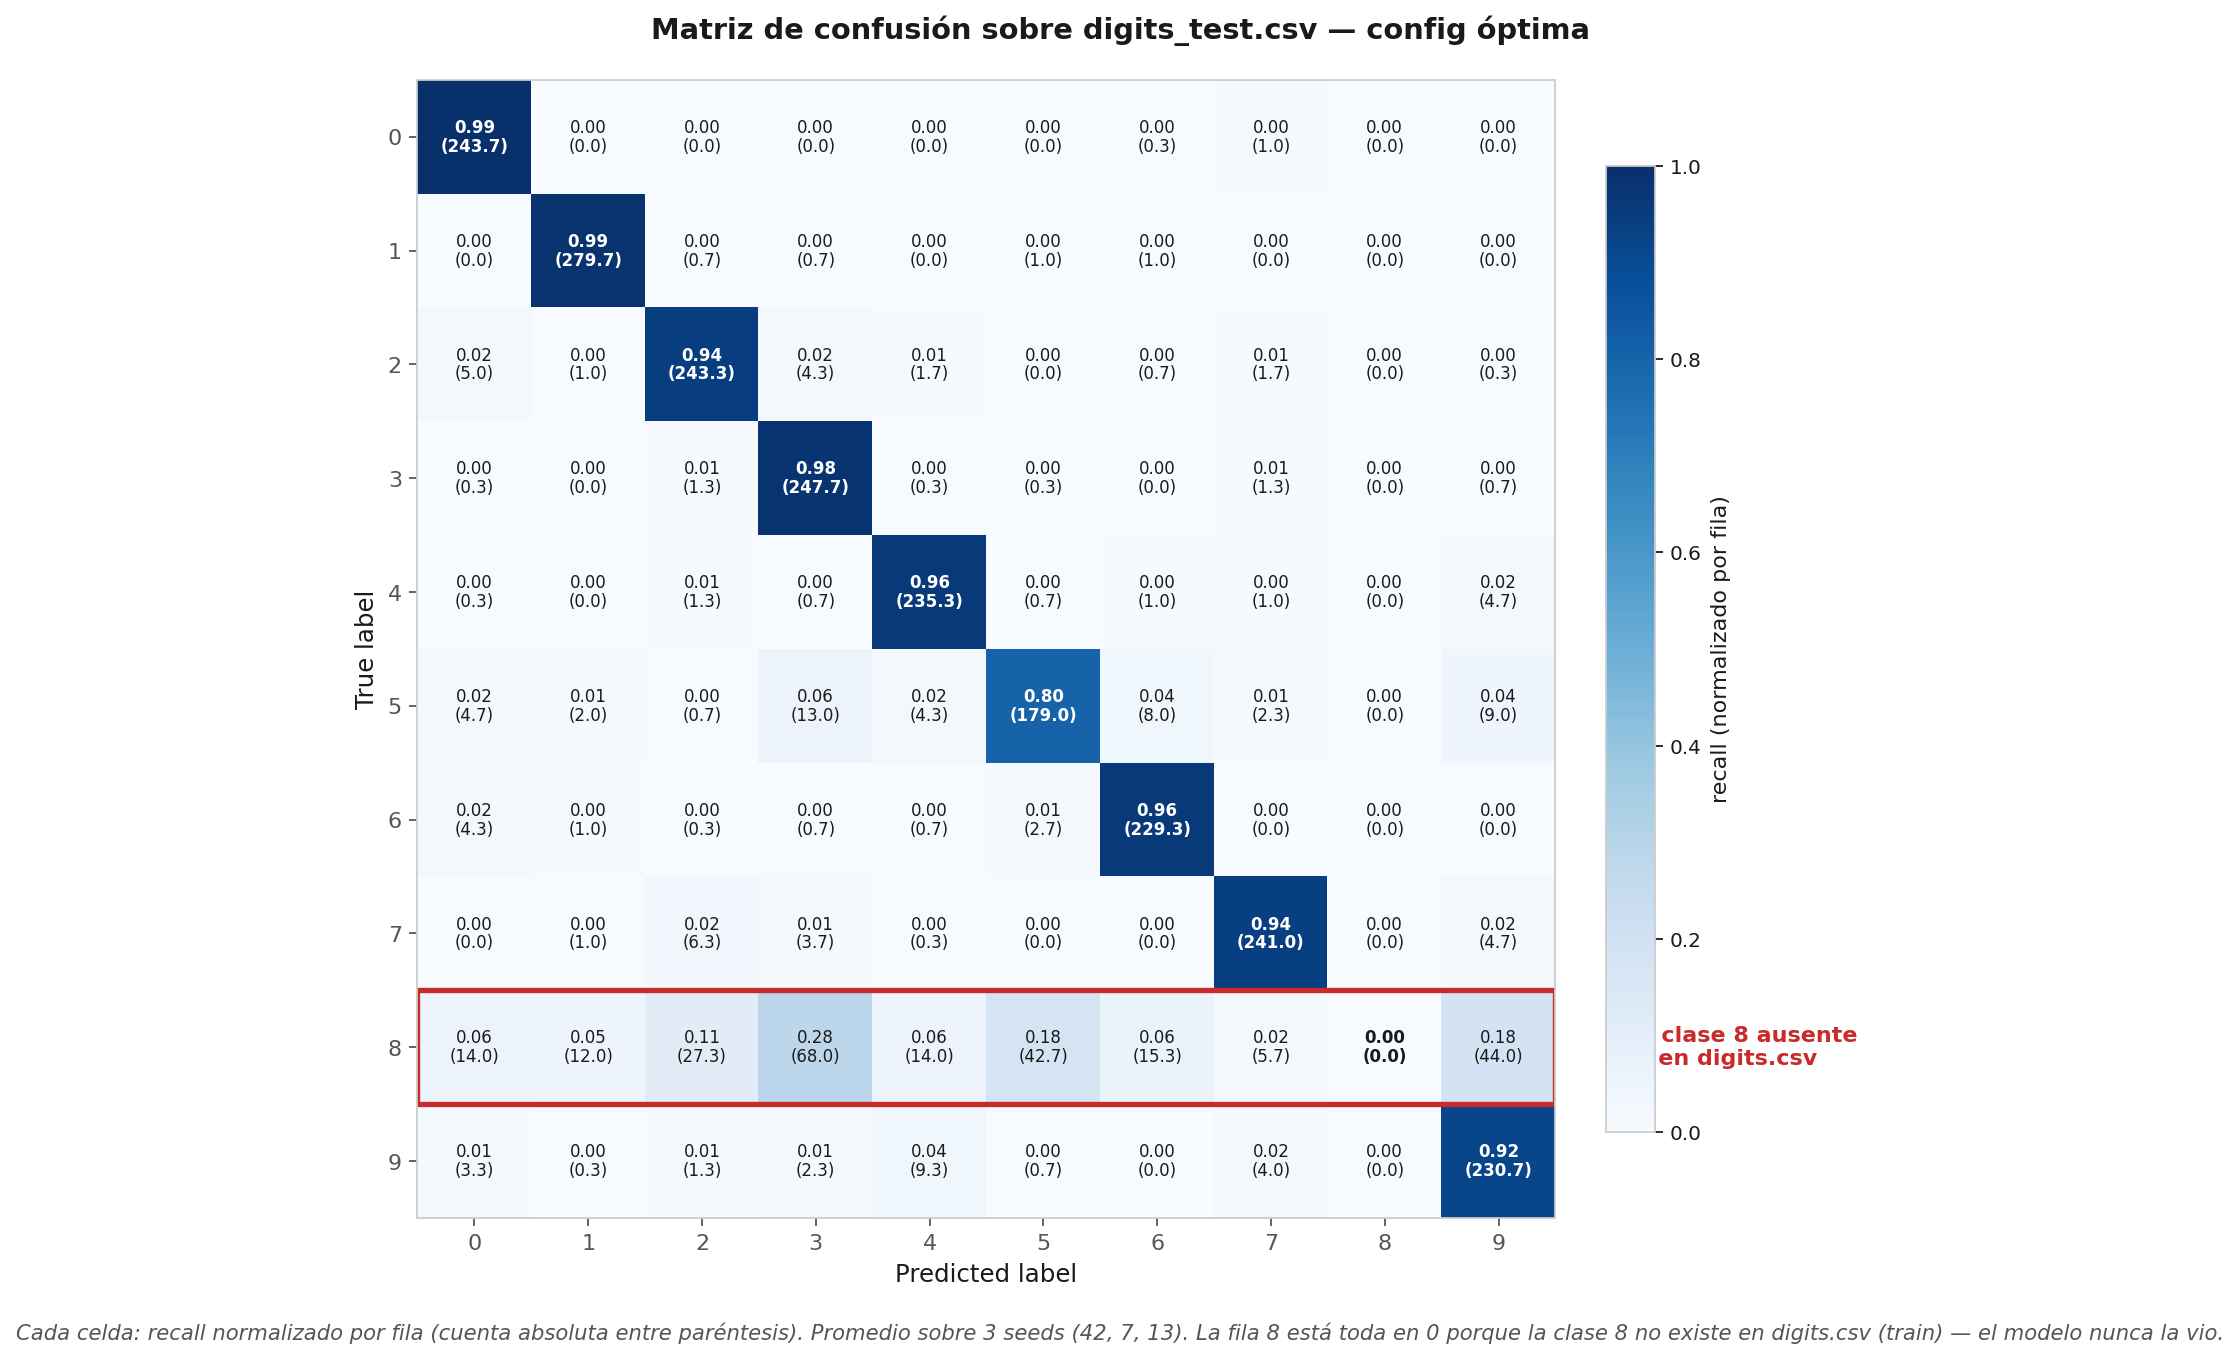 Matriz de confusión sobre digits_test.csv — config óptima
0 0.99 0.00 0.00 0.00 0.00 0.00 0.00 0.00 0.00 0.00
(243.7) (0.0) (0.0) (0.0) (0.0) (0.0) (0.3) (1.0) (0.0) (0.0)
1 0.00 0.99 0.00 0.00 0.00 0.00 0.00 0.00 0.00 0.00
(0.0) (279.7) (0.7) (0.7) (0.0) (1.0) (1.0) (0.0) (0.0) (0.0)
2 0.02 0.00 0.94 0.02 0.01 0.00 0.00 0.01 0.00 0.00
(5.0) (1.0) (243.3) (4.3) (1.7) (0.0) (0.7) (1.7) (0.0) (0.3)
3 0.00 0.00 0.01 0.98 0.00 0.00 0.00 0.01 0.00 0.00
(0.3) (0.0) (1.3) (247.7) (0.3) (0.3) (0.0) (1.3) (0.0) (0.7)
4 0.00 0.00 0.01 0.00 0.96 0.00 0.00 0.00 0.00 0.02
(0.3) (0.0) (1.3) (0.7) (235.3) (0.7) (1.0) (1.0) (0.0) (4.7)
5 0.02 0.01 0.00 0.06 0.02 0.80 0.04 0.01 0.00 0.04
(4.7) (2.0) (0.7) (13.0) (4.3) (179.0) (8.0) (2.3) (0.0) (9.0)
6 0.02 0.00 0.00 0.00 0.00 0.01 0.96 0.00 0.00 0.00
(4.3) (1.0) (0.3) (0.7) (0.7) (2.7) (229.3) (0.0) (0.0) (0.0)
7 0.00 0.00 0.02 0.01 0.00 0.00 0.00 0.94 0.00 0.02
(0.0) (1.0) (6.3) (3.7) (0.3) (0.0) (0.0) (241.0) (0.0) (4.7)
8 0.06 0.05 0.11 0.28 0.06 0.18 0.06 0.02 0.00 0.18
(14.0) (12.0) (27.3) (68.0) (14.0) (42.7) (15.3) (5.7) (0.0) (44.0)
9 0.01 0.00 0.01 0.01 0.04 0.00 0.00 0.02 0.00 0.92
(3.3) (0.3) (1.3) (2.3) (9.3) (0.7) (0.0) (4.0) (0.0) (230.7)
0 1 2 3 4 5 6 7 8 9
Predicted label
True label
1.0
0.8
0.6
0.4
0.2
0.0
recall (normalizado por fila)
clase 8 ausente
en digits.csv
Cada celda: recall normalizado por fila (cuenta absoluta entre paréntesis). Promedio sobre 3 seeds (42, 7, 13). La fila 8 está toda en 0 porque la clase 8 no existe en digits.csv (train) — el modelo nunca la vio.